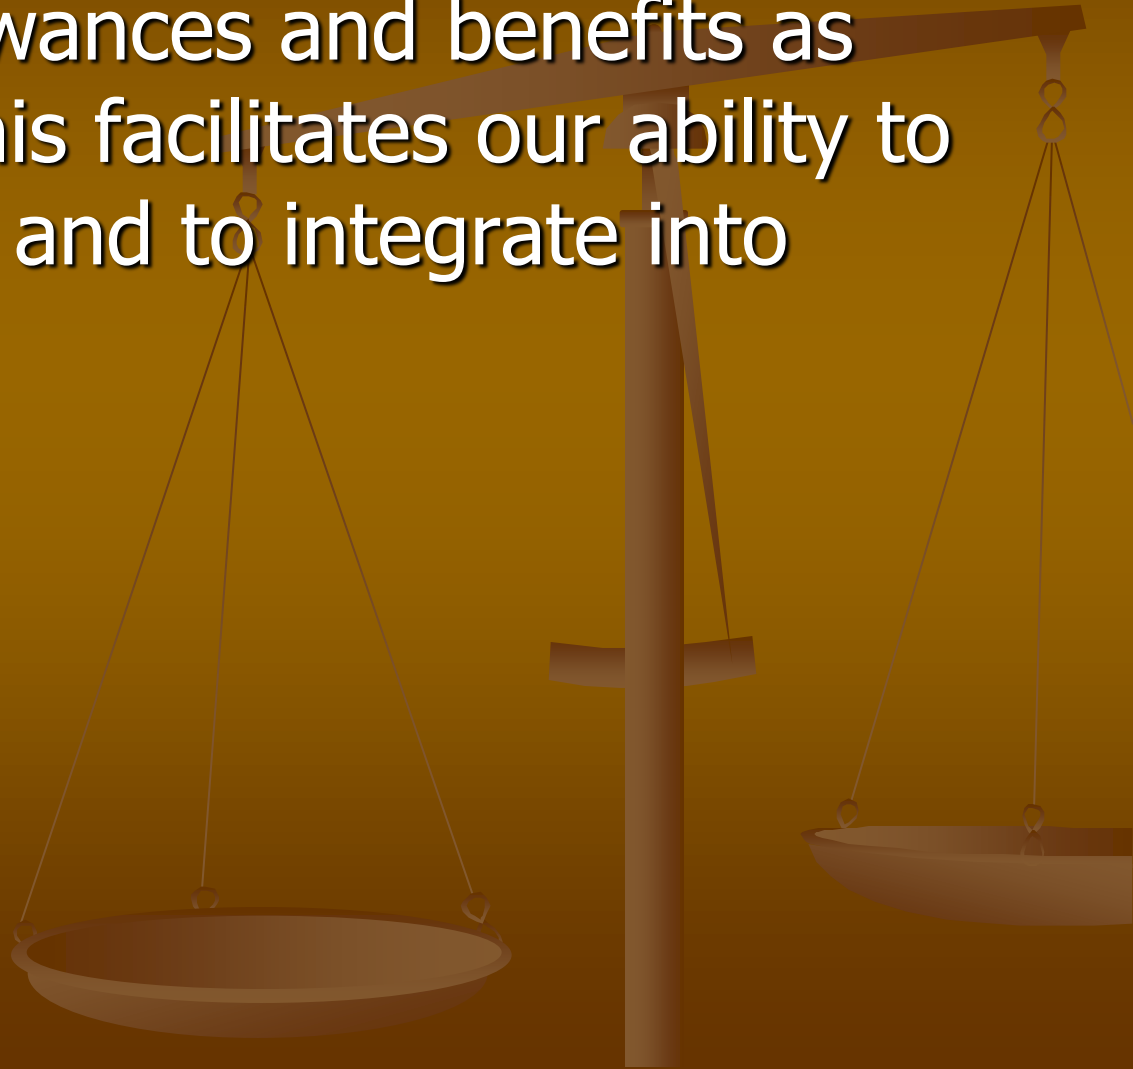 wances and benefits as
is facilitates our ability to
and to integrate into